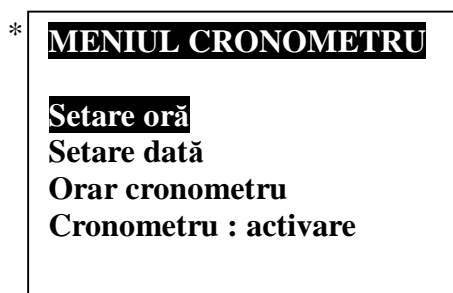 *
MENIUL CRONOMETRU
Setare oră
Setare dată
Orar cronometru
Cronometru : activare